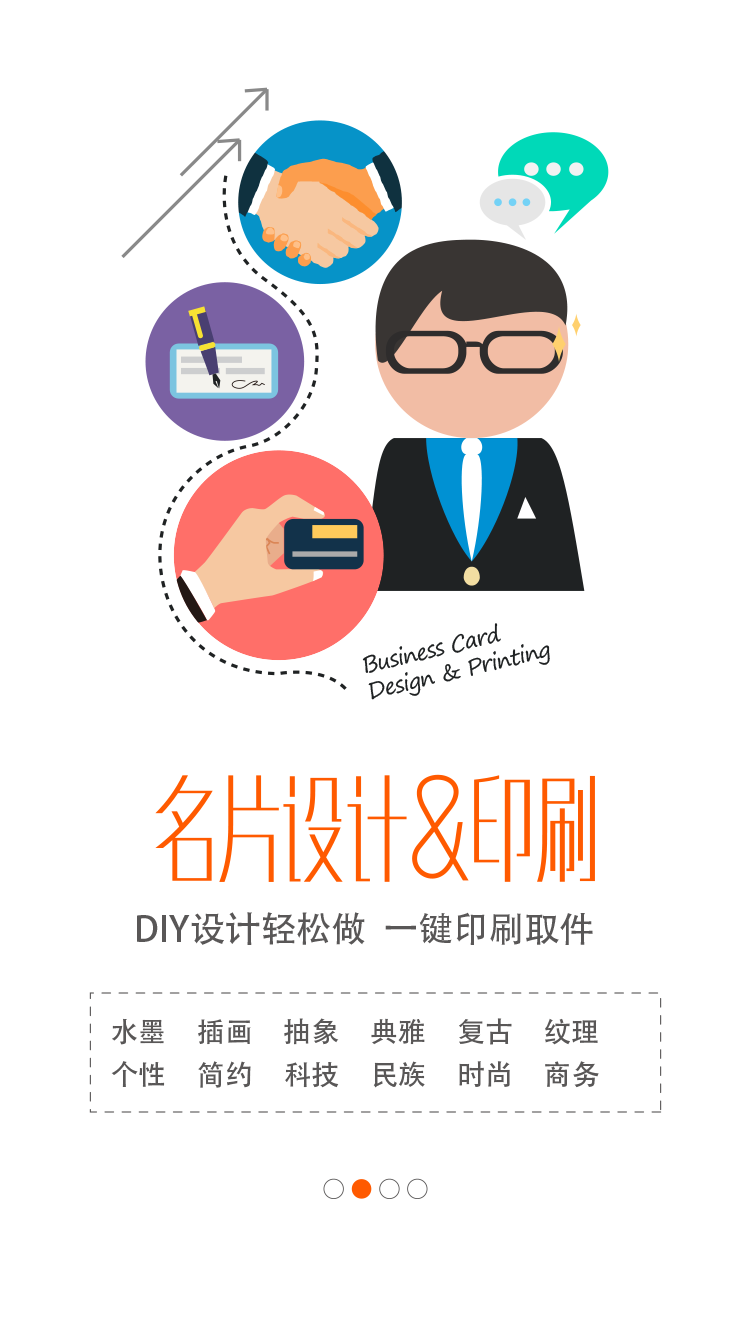 Business Card
Design & Printing
名片设计&印刷
DIY设计轻松做 一键印刷取件
水墨 插画 抽象 典雅 复古 纹理
个性 简约 科技 民族 时尚 商务